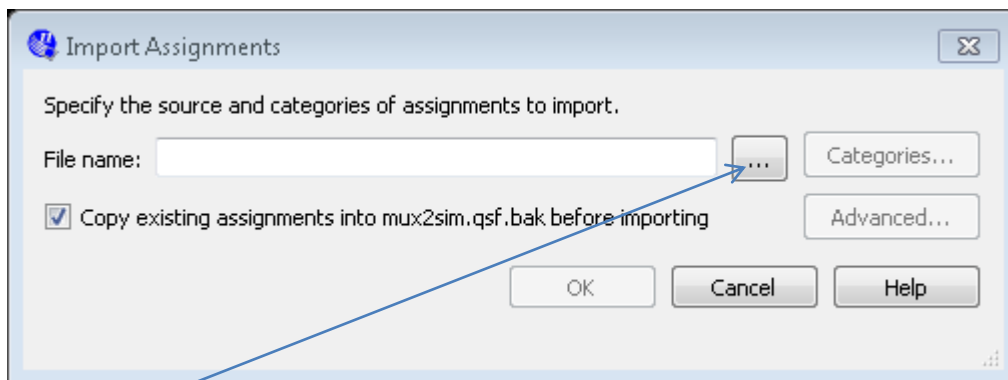 Import Assignments
Specify the source and categories of assignments to import.
File name: ... Categories...
Copy existing assignments into mux2sim.qsf.bak before importing Advanced...
OK Cancel Help